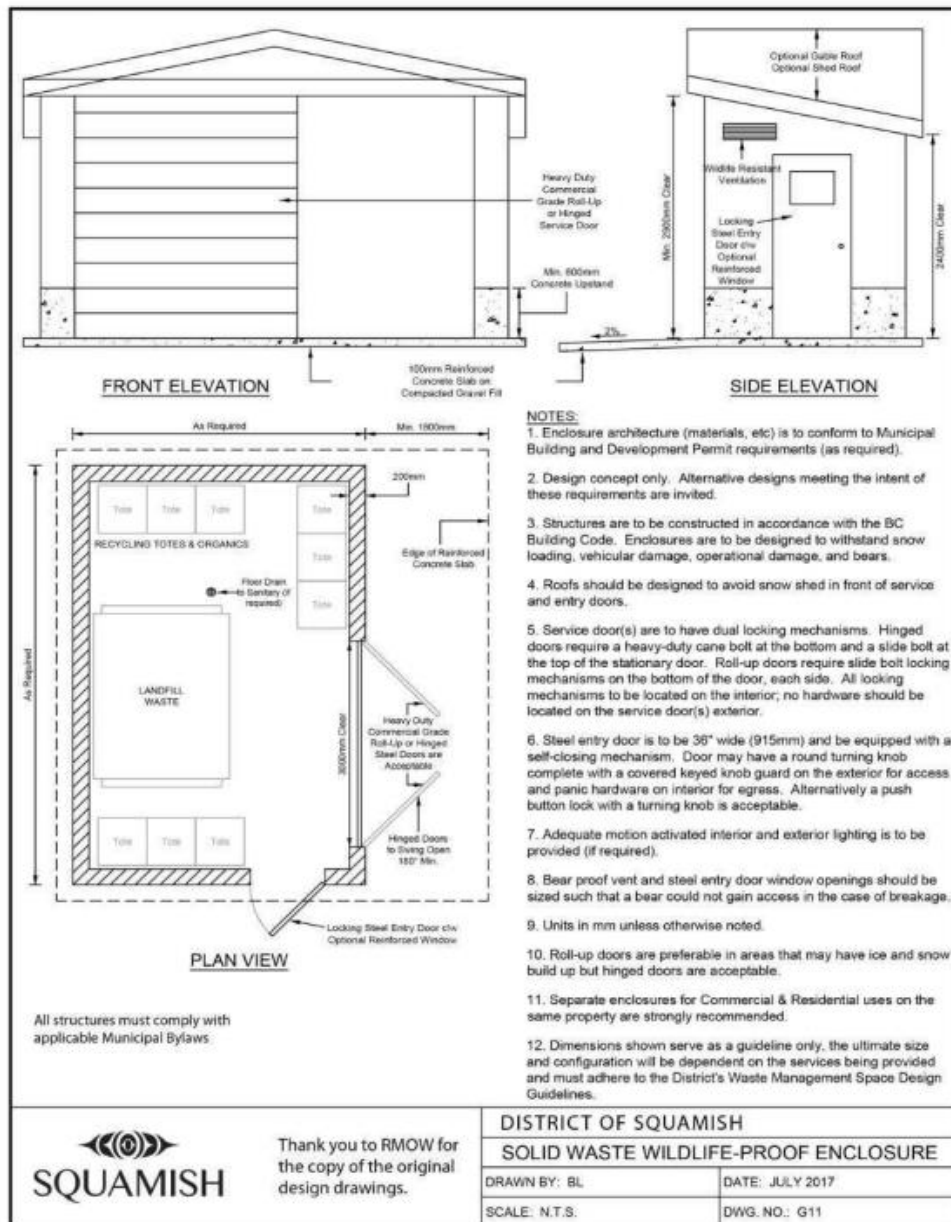 Optional Gable Roof
Optional Shed Roof
Wildlife Resistant
Ventilation
Heavy Duty
Commercial
Grade Roll-Up
or Hinged
Service Door
Min. 2900mm Clear
Locking
Steel Entry
Door c/w
Optional
Reinforced
Window
2400mm Clear
Min. 600mm
Concrete Upstand
2%
FRONT ELEVATION
100mm Reinforced
Concrete Slab on
Compacted Gravel Fill
SIDE ELEVATION
As Required
Min. 1800mm
200mm
Tote
Tote
Tote
Tote
RECYCLING TOTES & ORGANICS
Tote
Edge of Reinforced
Concrete Slab
Floor Drain
to Sanitary (if
required)
Tote
As Required
LANDFILL
WASTE
3000mm Clear
Heavy Duty
Commercial Grade
Roll-Up or Hinged
Steel Doors are
Acceptable
Tote
Tote
Tote
Hinged Doors
to Swing Open
180° Min.
Locking Steel Entry Door c/w
Optional Reinforced Window
PLAN VIEW
All structures must comply with
applicable Municipal Bylaws
NOTES:
1. Enclosure architecture (materials, etc) is to conform to Municipal
Building and Development Permit requirements (as required).
2. Design concept only. Alternative designs meeting the intent of
these requirements are invited.
3. Structures are to be constructed in accordance with the BC
Building Code. Enclosures are to be designed to withstand snow
loading, vehicular damage, operational damage, and bears.
4. Roofs should be designed to avoid snow shed in front of service
and entry doors.
5. Service door(s) are to have dual locking mechanisms. Hinged
doors require a heavy-duty cane bolt at the bottom and a slide bolt at
the top of the stationary door. Roll-up doors require slide bolt locking
mechanisms on the bottom of the door, each side. All locking
mechanisms to be located on the interior; no hardware should be
located on the service door(s) exterior.
6. Steel entry door is to be 36" wide (915mm) and be equipped with a
self-closing mechanism. Door may have a round turning knob
complete with a covered keyed knob guard on the exterior for access
and panic hardware on interior for egress. Alternatively a push
button lock with a turning knob is acceptable.
7. Adequate motion activated interior and exterior lighting is to be
provided (if required).
8. Bear proof vent and steel entry door window openings should be
sized such that a bear could not gain access in the case of breakage.
9. Units in mm unless otherwise noted.
10. Roll-up doors are preferable in areas that may have ice and snow
build up but hinged doors are acceptable.
11. Separate enclosures for Commercial & Residential uses on the
same property are strongly recommended.
12. Dimensions shown serve as a guideline only, the ultimate size
and configuration will be dependent on the services being provided
and must adhere to the District's Waste Management Space Design
Guidelines.
SQUAMISH
Thank you to RMOW for
the copy of the original
design drawings.
DISTRICT OF SQUAMISH
SOLID WASTE WILDLIFE-PROOF ENCLOSURE
DRAWN BY: BL
DATE: JULY 2017
SCALE: N.T.S.
DWG. NO.: G11